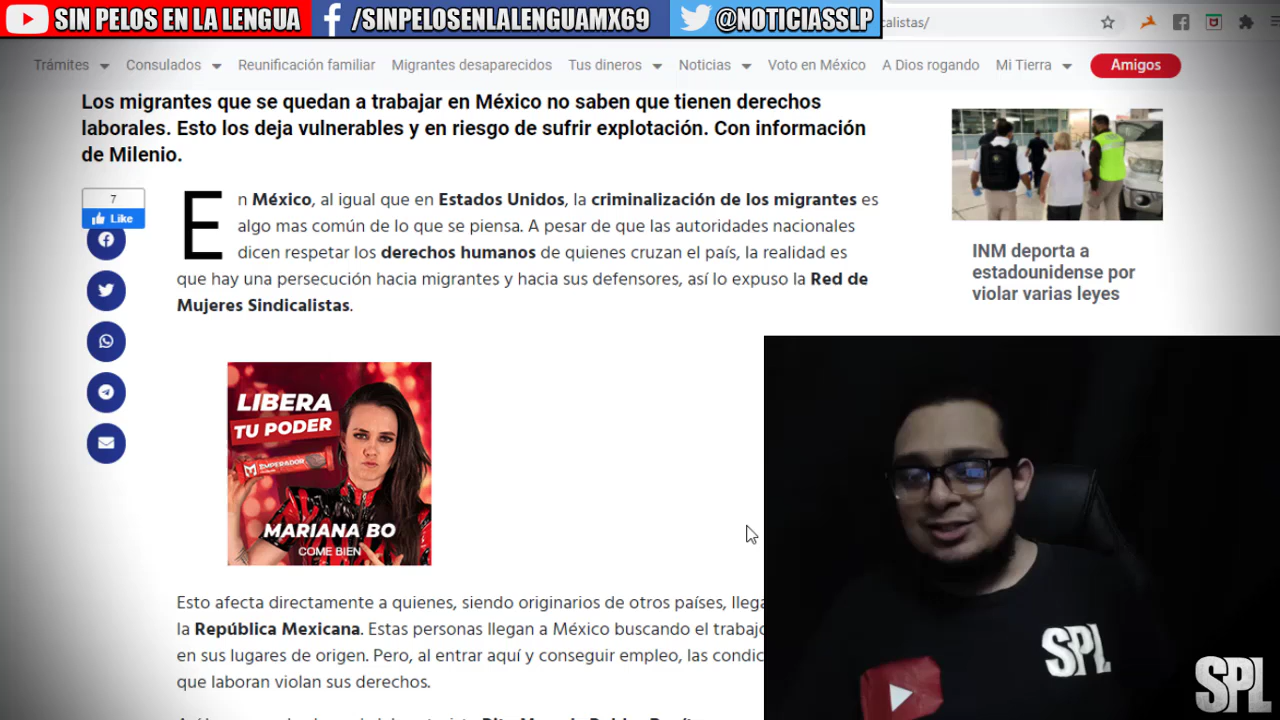 SIN PELOS EN LA LENGUA
/SINPELOSENLALENGUAMX69
@NOTICIASSLP
calistas/
Trámites
Consulados
Reunificación familiar
Migrantes desaparecidos
Tus dineros
Noticias
Voto en México
A Dios rogando
Mi Tierra
Amigos
Los migrantes que se quedan a trabajar en México no saben que tienen derechos
laborales. Esto los deja vulnerables y en riesgo de sufrir explotación. Con información
de Milenio.
7
Like
En México, al igual que en Estados Unidos, la criminalización de los migrantes es
algo mas común de lo que se piensa. A pesar de que las autoridades nacionales
dicen respetar los derechos humanos de quienes cruzan el país, la realidad es
que hay una persecución hacia migrantes y hacia sus defensores, así lo expuso la Red de
Mujeres Sindicalistas.
INM deporta a
estadounidense por
violar varias leyes
LIBERA
TU PODER
EMPERADOR
MARIANA BO
COME BIEN
Esto afecta directamente a quienes, siendo originarios de otros países, llega
la República Mexicana. Estas personas llegan a México buscando el trabajo
en sus lugares de origen. Pero, al entrar aquí y conseguir empleo, las condic
que laboran violan sus derechos.
SPL
SPL